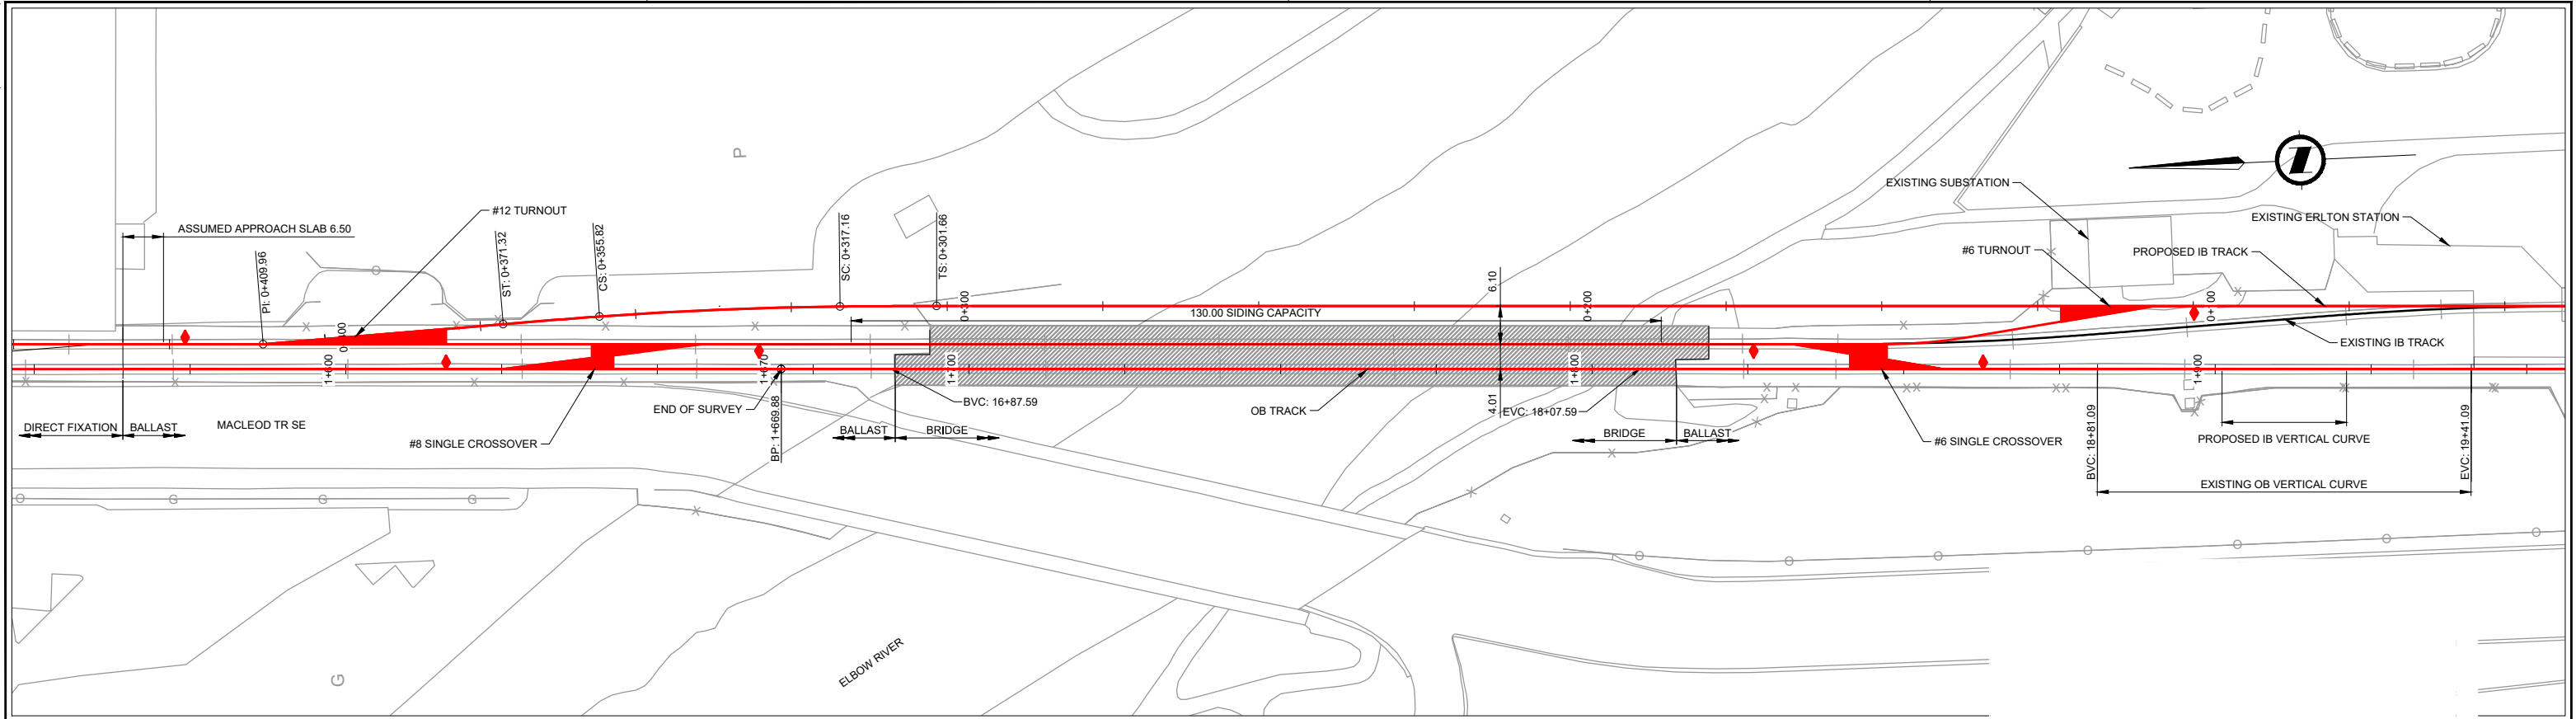 #12 TURNOUT
ASSUMED APPROACH SLAB 6.50
PI: 0+409.96
ST: 0+371.32
CS: 0+355.82
SC: 0+317.16
TS: 0+301.66
P
EXISTING SUBSTATION
EXISTING ERLTON STATION
#6 TURNOUT
PROPOSED IB TRACK
6.10
0+300
130.00 SIDING CAPACITY
0+200
0+100
0+400
EXISTING IB TRACK
1+600
1+670
1+700
1+800
1+900
END OF SURVEY
BP: 1+669.88
BVC: 16+87.59
OB TRACK
4.01
EVC: 18+07.59
DIRECT FIXATION
BALLAST
MACLEOD TR SE
#8 SINGLE CROSSOVER
BALLAST
BRIDGE
BRIDGE
BALLAST
#6 SINGLE CROSSOVER
BVC: 18+81.09
PROPOSED IB VERTICAL CURVE
EVC: 19+41.09
EXISTING OB VERTICAL CURVE
G
G
G
G
ELBOW RIVER